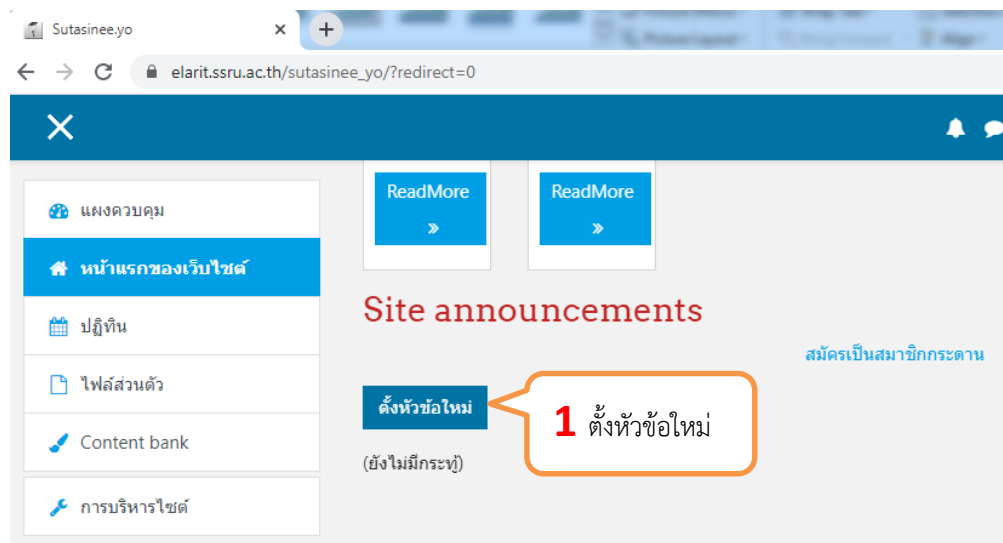 Sutasinee.yo
elarit.ssru.ac.th/sutasinee_yo/?redirect=0
แผงควบคุม
หน้าแรกของเว็บไซต์
ปฏิทิน
ไฟล์ส่วนตัว
Content bank
การบริหารไซต์
ReadMore
»
ReadMore
»
Site announcements
สมัครเป็นสมาชิกกระดาน
ตั้งหัวข้อใหม่
1 ตั้งหัวข้อใหม่
(ยังไม่มีกระทู้)